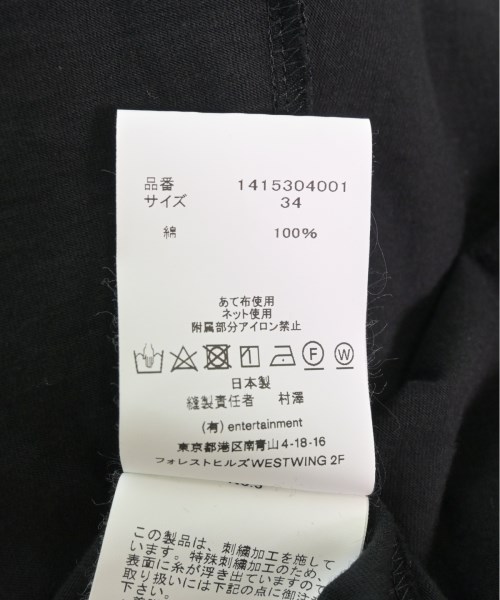 品番 1415304001
サイズ 34
綿 100%
あて布使用
ネット使用
附属部分アイロン禁止
F W
日本製
縫製責任者 村澤
(有) entertainment
東京都港区南青山4-18-16
フォレストヒルズWESTWING 2F
この製品は、刺繍加工を施して
います。特殊刺繍加工のため、
表面に糸が浮き出ていますので、
取り扱いには下記の点に御注
下さい。